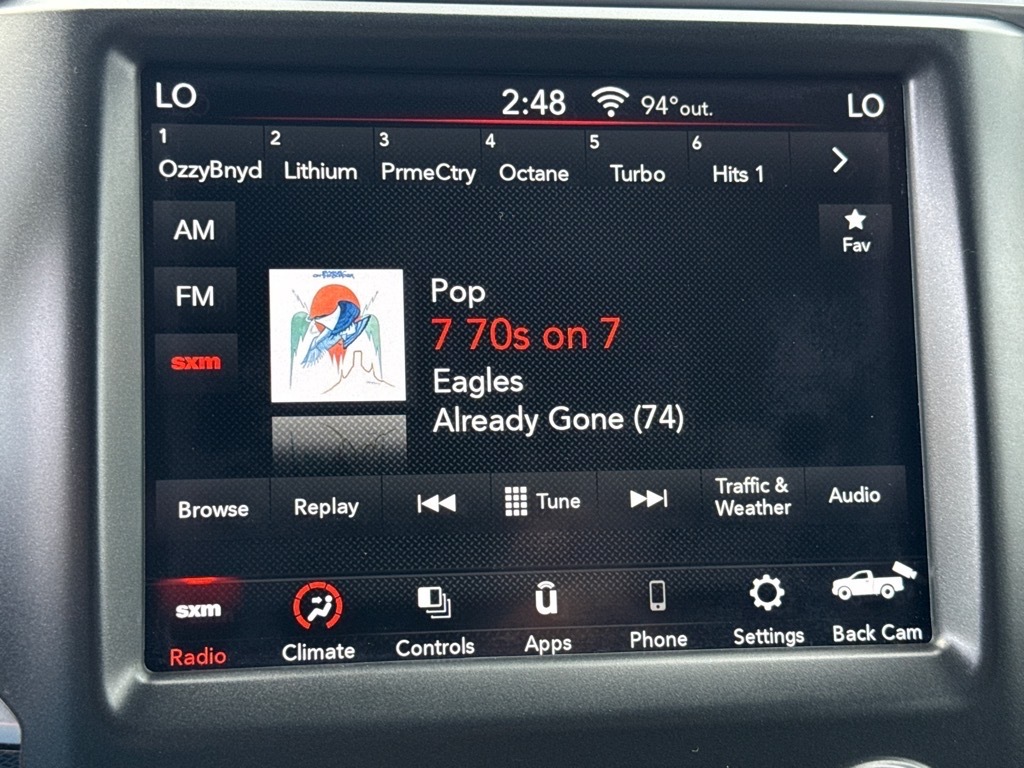 LO 2:48 94° out. LO
1 2 3 4 5 6
OzzyBnyd Lithium PrmeCtry Octane Turbo Hits 1
AM
Fav
FM
Pop
7 70s on 7
sxm
Eagles
Already Gone (74)
Browse Replay Tune Traffic & Weather Audio
sxm
Radio Climate Controls Apps Phone Settings Back Cam